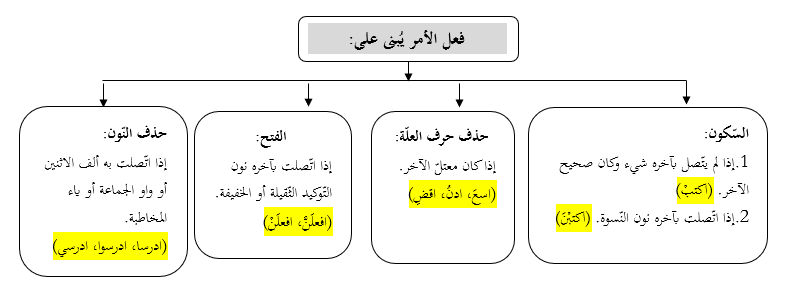 فعل الأمر يُبنى على:
السّكون:
1.إذا لم يتّصل بآخره شيء وكان صحيح
الآخر. (اكتبْ)
2.إذا اتّصلت بآخره نون النّسوة. (اكتبْنَ)
حذف حرف العلّة:
إذا كان معتلّ الآخر.
(اسعَ، ادنُ، اقضِ)
الفتح:
إذا اتّصلت بآخره نون
التّوكيد الثّقيلة أو الخفيفة.
(افعلَنَّ، افعلَنْ)
حذف النّون:
إذا اتّصلت به ألف الاثنين
أو واو الجماعة أو ياء
المخاطبة.
(ادرسا، ادرسوا، ادرسي)